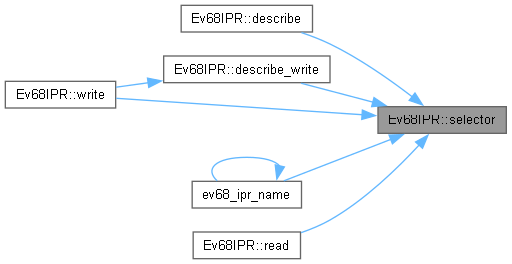 Ev68IPR::describe
Ev68IPR::describe_write
Ev68IPR::write
Ev68IPR::selector
ev68_ipr_name
Ev68IPR::read